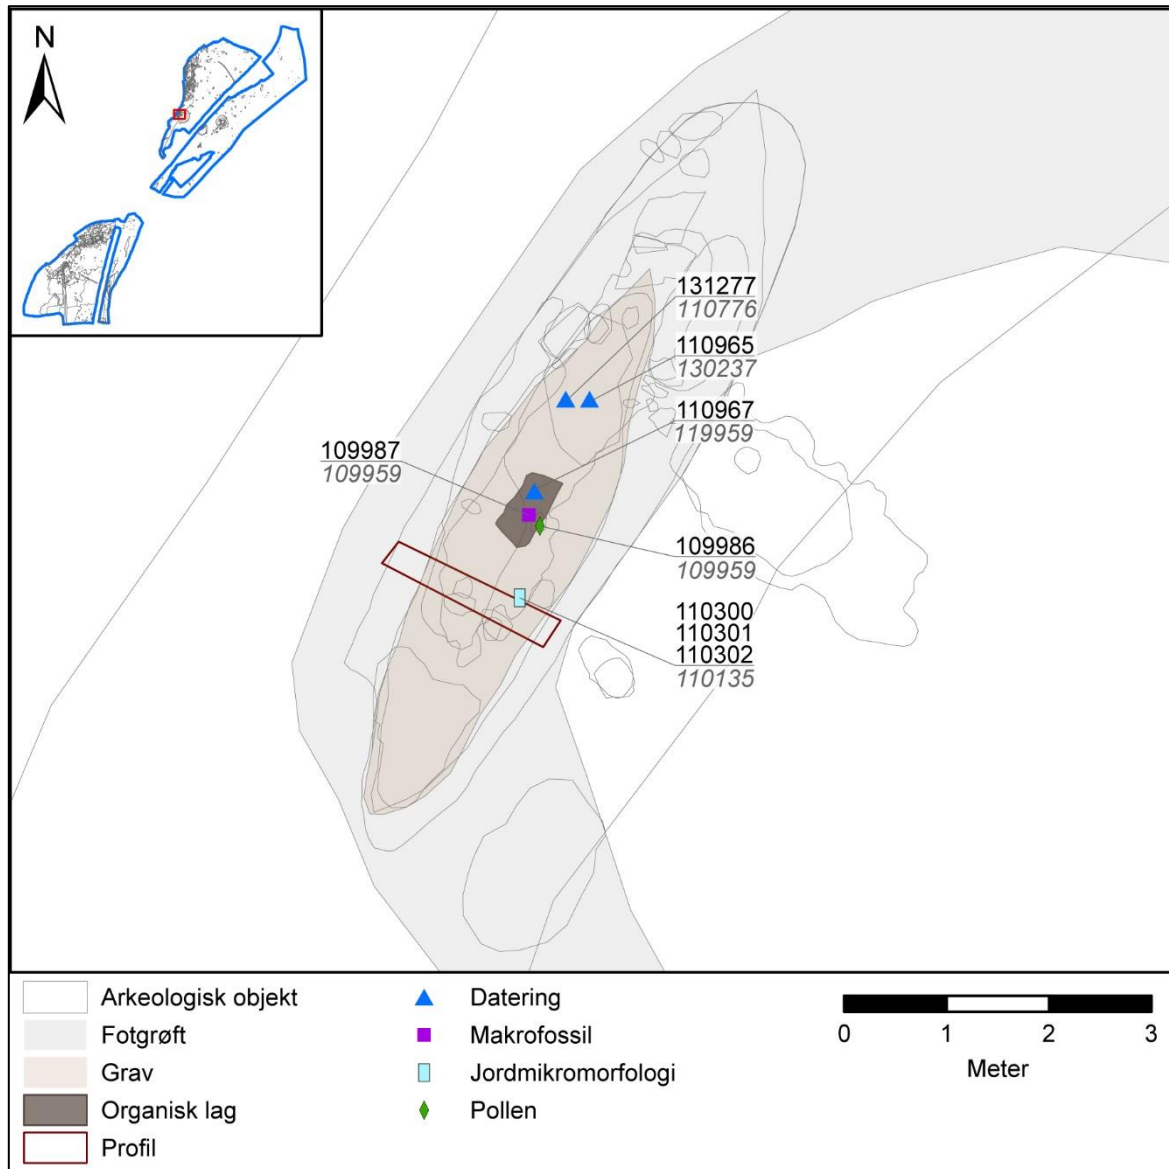 N
131277
110776
110965
130237
110967
119959
109987
109959
109986
109959
110300
110301
110302
110135
Arkeologisk objekt
Fotgrøft
Grav
Organisk lag
Profil
Datering
Makrofossil
Jordmikromorfologi
Pollen
0 1 2 3
Meter